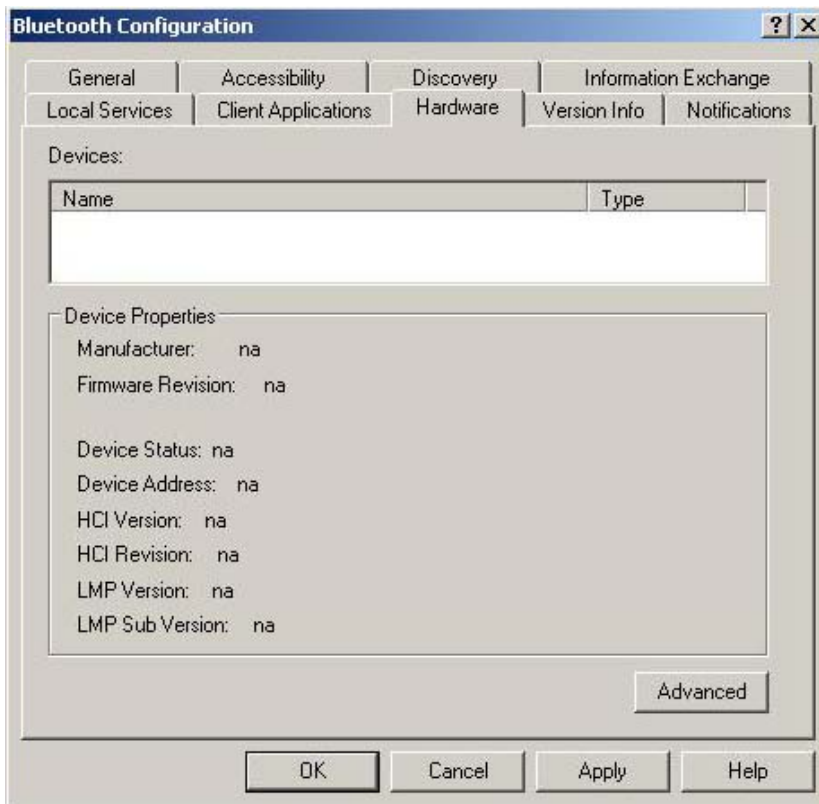 Bluetooth Configuration
General Accessibility Discovery Information Exchange
Local Services Client Applications Hardware Version Info Notifications
Devices:
Name Type
Device Properties
Manufacturer: na
Firmware Revision: na
Device Status: na
Device Address: na
HCI Version: na
HCI Revision: na
LMP Version: na
LMP Sub Version: na
Advanced
OK Cancel Apply Help